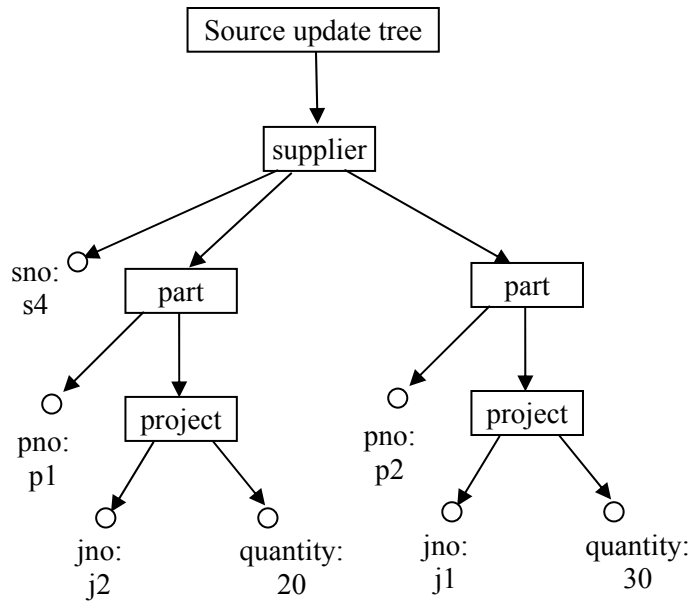 Source update tree
supplier
sno:
s4
part
part
pno:
p1
project
pno:
p2
project
jno:
j2
quantity:
20
jno:
j1
quantity:
30